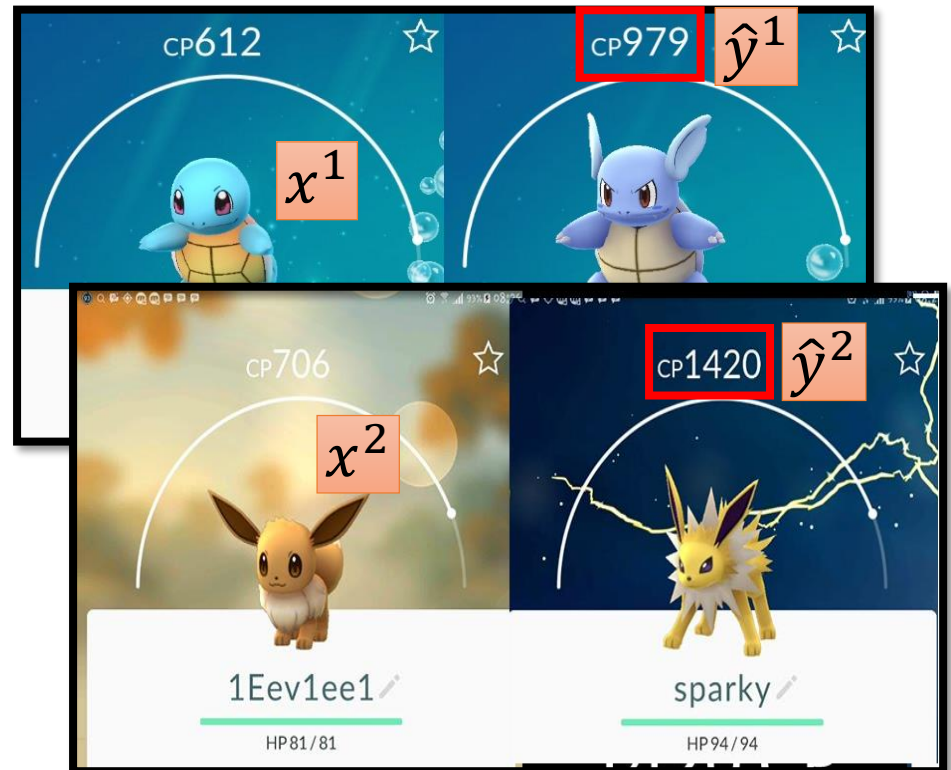 CP612
CP979
ŷ¹
x¹
CP706
CP1420
ŷ²
x²
1Eev1ee1
sparky
HP 81/81
HP 94/94